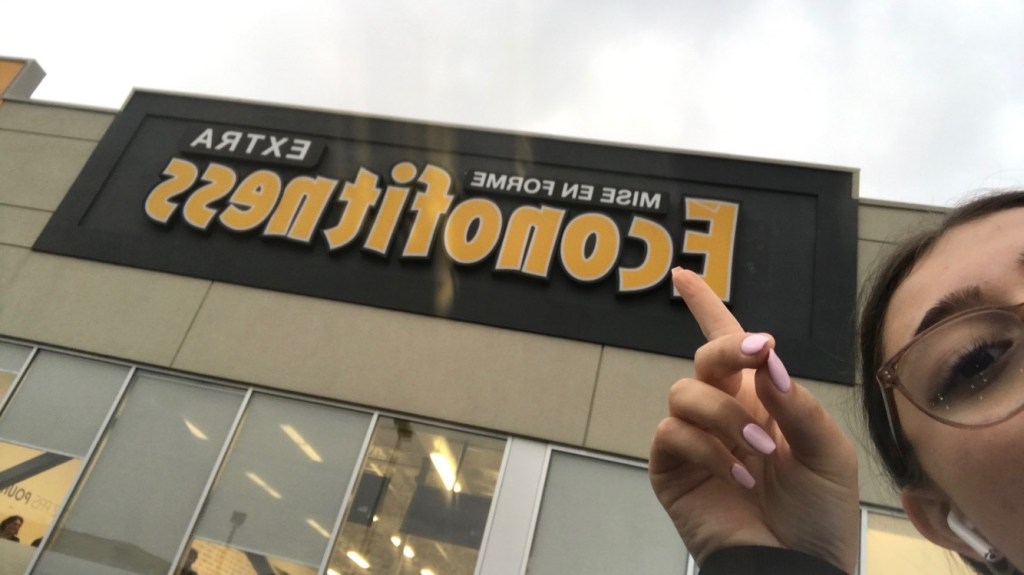 MISE EN FORME
Econofitness
EXTRA